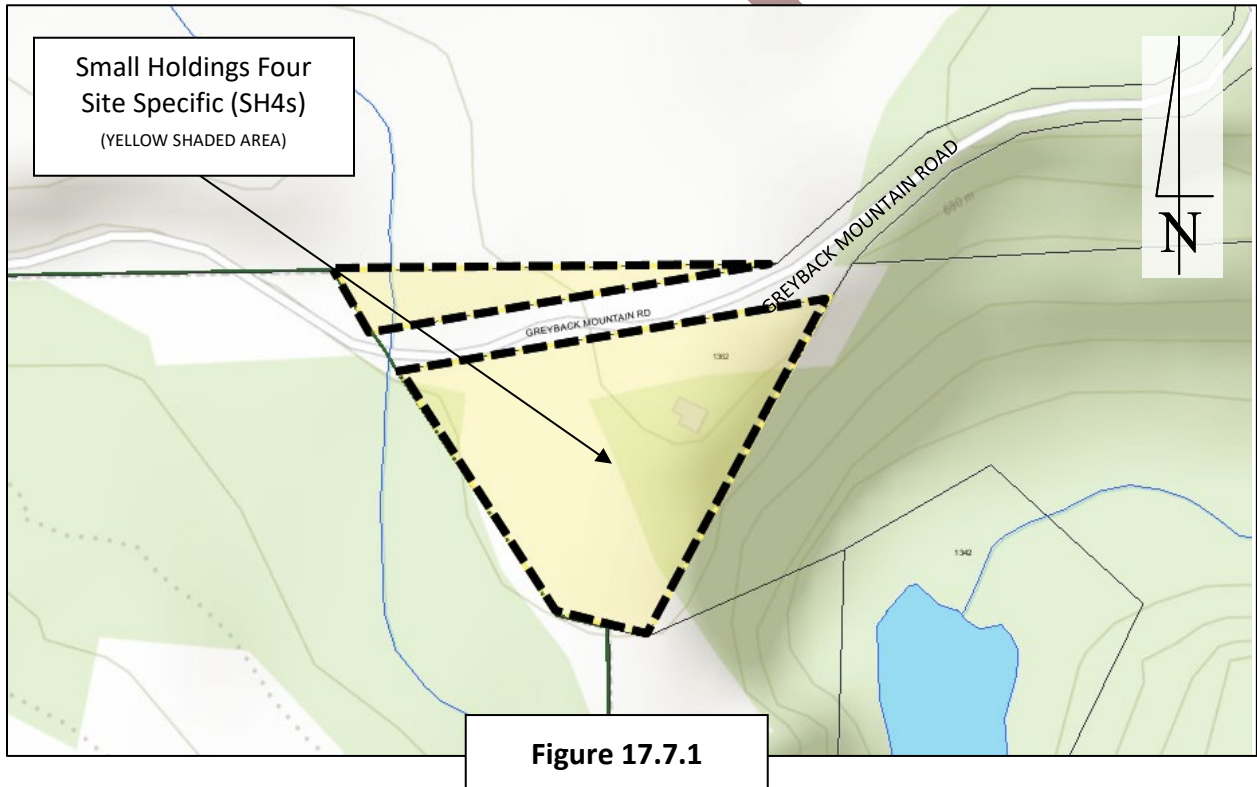 Small Holdings Four
Site Specific (SH4s)
(YELLOW SHADED AREA)
GREYBACK MOUNTAIN ROAD
N
680 m
GREYBACK MOUNTAIN RD
1362
1342
Figure 17.7.1